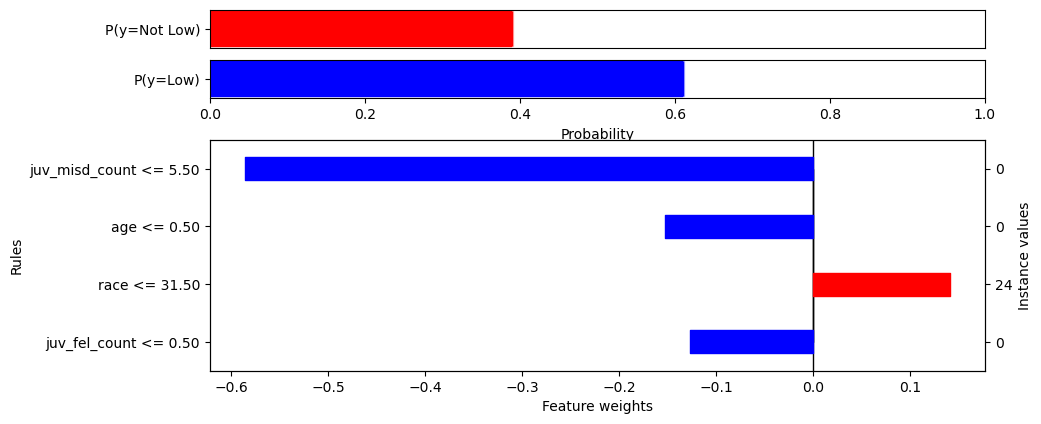 P(y=Not Low)
P(y=Low)
0.0 0.2 0.4 0.6 0.8 1.0
Probability
juv_misd_count <= 5.50 0
age <= 0.50 0
race <= 31.50 24
juv_fel_count <= 0.50 0
Rules
Instance values
−0.6 −0.5 −0.4 −0.3 −0.2 −0.1 0.0 0.1
Feature weights